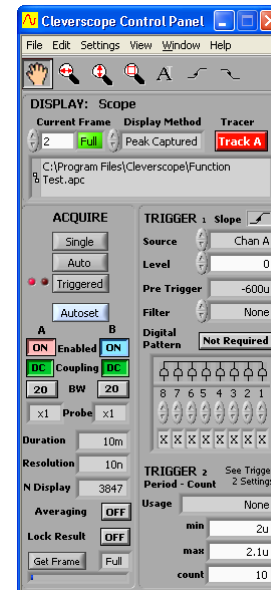 Cleverscope Control Panel
File Edit Settings View Window Help
A
DISPLAY: Scope
Current Frame Display Method Tracer
2 Full Peak Captured Track A
C:\Program Files\Cleverscope\Function
Test.apc
ACQUIRE
Single
Auto
Triggered
Autoset
A B
ON Enabled ON
DC Coupling DC
20 BW 20
x1 Probe x1
Duration 10m
Resolution 10n
N Display 3847
Averaging OFF
Lock Result OFF
Get Frame Full
TRIGGER 1 Slope
Source Chan A
Level 0
Pre Trigger -600u
Filter None
Digital
Pattern Not Required
8 7 6 5 4 3 2 1
X X X X X X X X
TRIGGER 2 See Trigge
Period - Count 2 Setting
Usage None
min 2u
max 2.1u
count 10